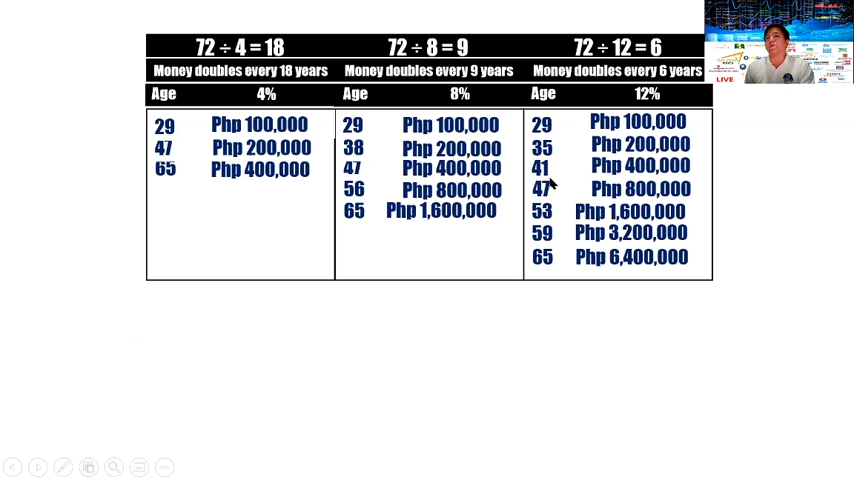 72 ÷ 4 = 18
72 ÷ 8 = 9
72 ÷ 12 = 6
Money doubles every 18 years
Money doubles every 9 years
Money doubles every 6 years
Age 4%
Age 8%
Age 12%
29 Php 100,000
47 Php 200,000
65 Php 400,000
29 Php 100,000
38 Php 200,000
47 Php 400,000
56 Php 800,000
65 Php 1,600,000
29 Php 100,000
35 Php 200,000
41 Php 400,000
47 Php 800,000
53 Php 1,600,000
59 Php 3,200,000
65 Php 6,400,000
LIVE